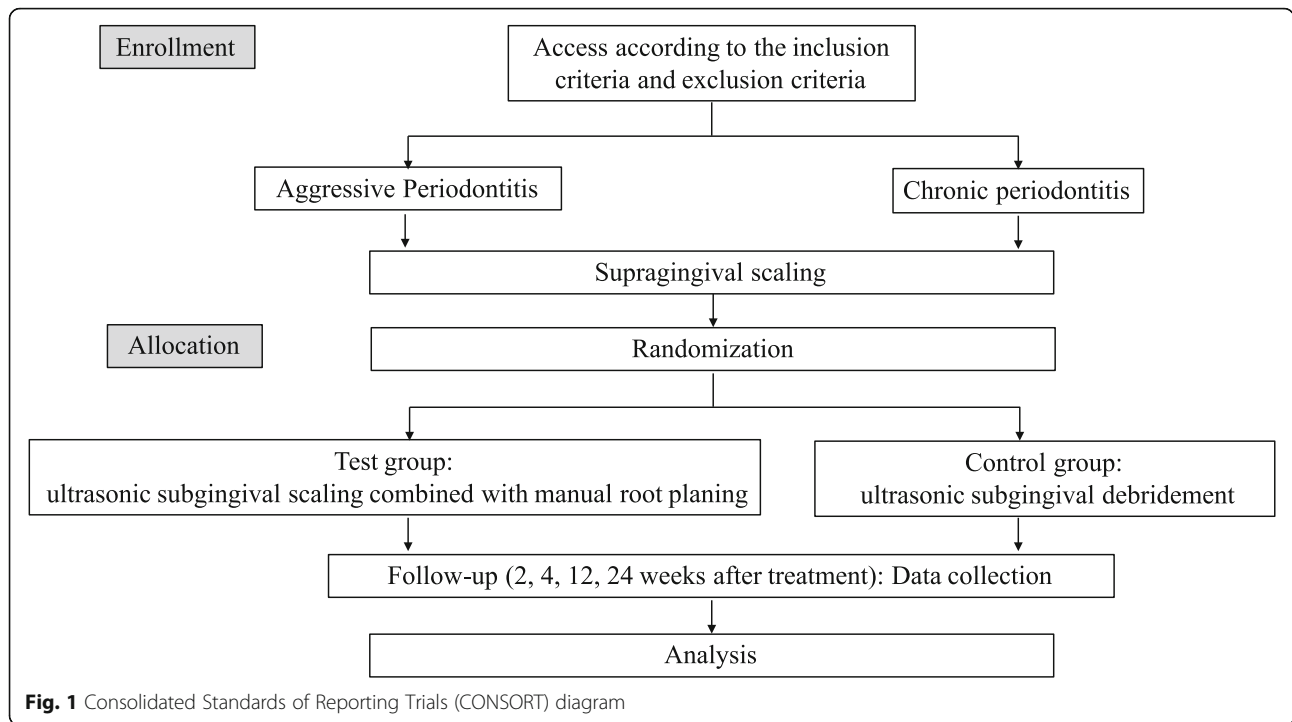 Enrollment
Access according to the inclusion
criteria and exclusion criteria
Aggressive Periodontitis
Chronic periodontitis
Supragingival scaling
Allocation
Randomization
Test group:
ultrasonic subgingival scaling combined with manual root planing
Control group:
ultrasonic subgingival debridement
Follow-up (2, 4, 12, 24 weeks after treatment): Data collection
Analysis
Fig. 1 Consolidated Standards of Reporting Trials (CONSORT) diagram